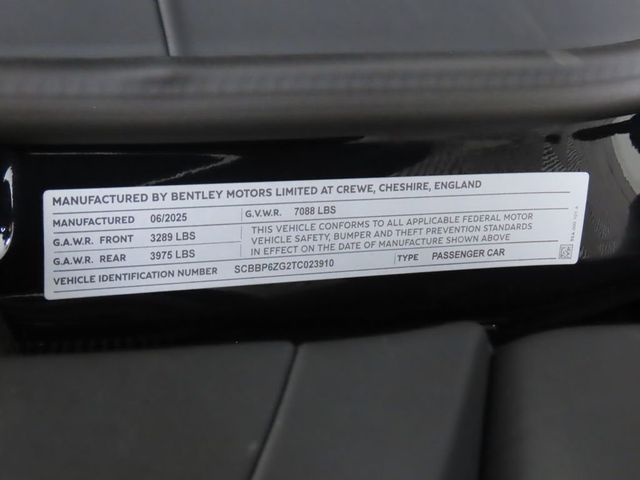 MANUFACTURED BY BENTLEY MOTORS LIMITED AT CREWE, CHESHIRE, ENGLAND
MANUFACTURED 06/2025 G.V.W.R. 7088 LBS
G.A.W.R. FRONT 3289 LBS
G.A.W.R. REAR 3975 LBS
THIS VEHICLE CONFORMS TO ALL APPLICABLE FEDERAL MOTOR
VEHICLE SAFETY, BUMPER AND THEFT PREVENTION STANDARDS
IN EFFECT ON THE DATE OF MANUFACTURE SHOWN ABOVE
VEHICLE IDENTIFICATION NUMBER SCBBP6ZG2TC023910 TYPE PASSENGER CAR